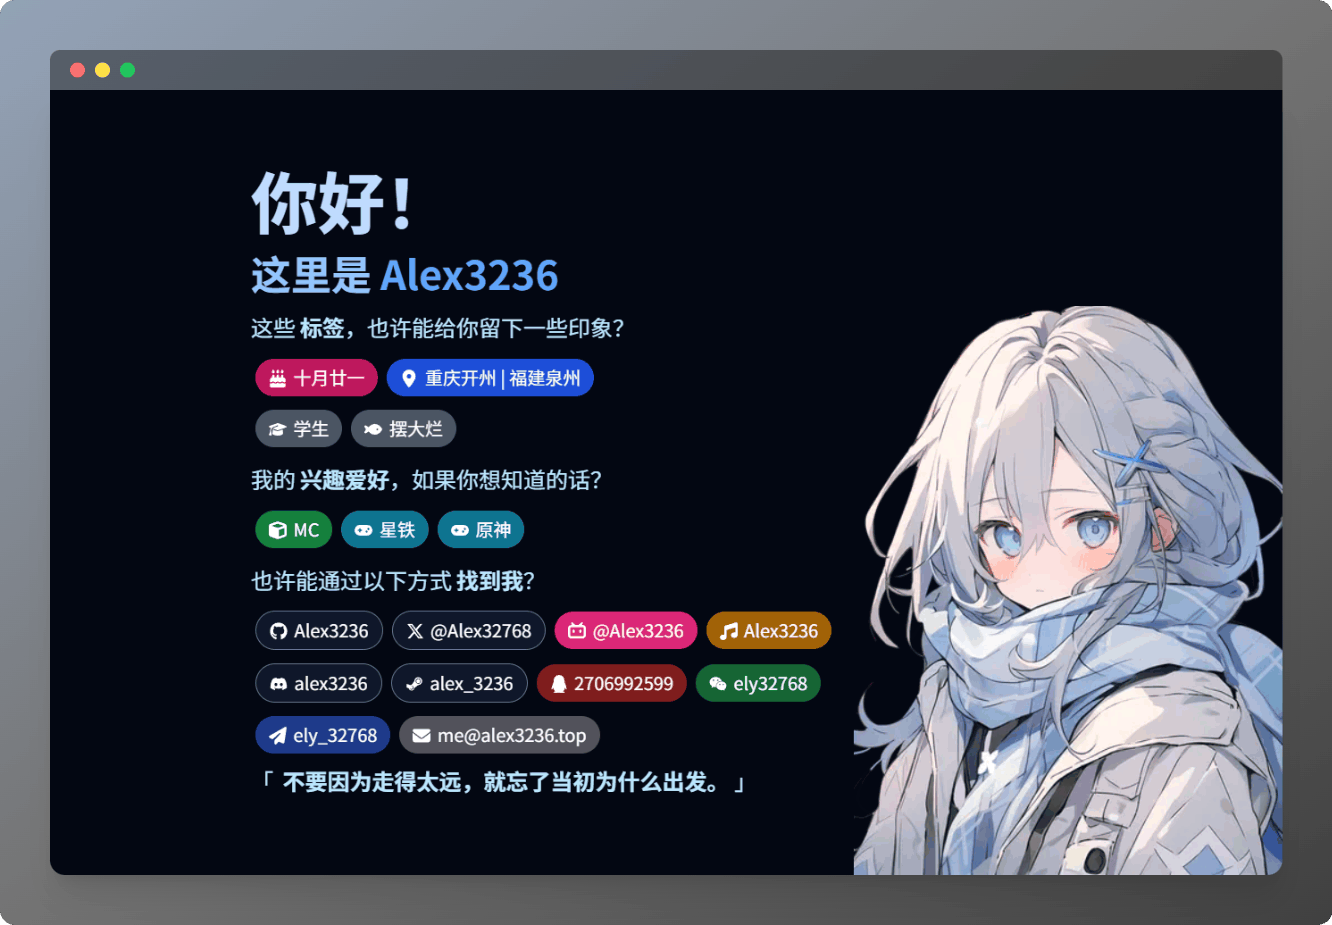 你好！
这里是 Alex3236
这些 标签，也许能给你留下一些印象？
十月廿一 重庆开州 | 福建泉州
学生 摆大烂
我的 兴趣爱好，如果你想知道的话？
MC 星铁 原神
也许能通过以下方式 找到我？
Alex3236 @Alex32768 @Alex3236 Alex3236
alex3236 alex_3236 2706992599 ely32768
ely_32768 me@alex3236.top
「 不要因为走得太远，就忘了当初为什么出发。 」